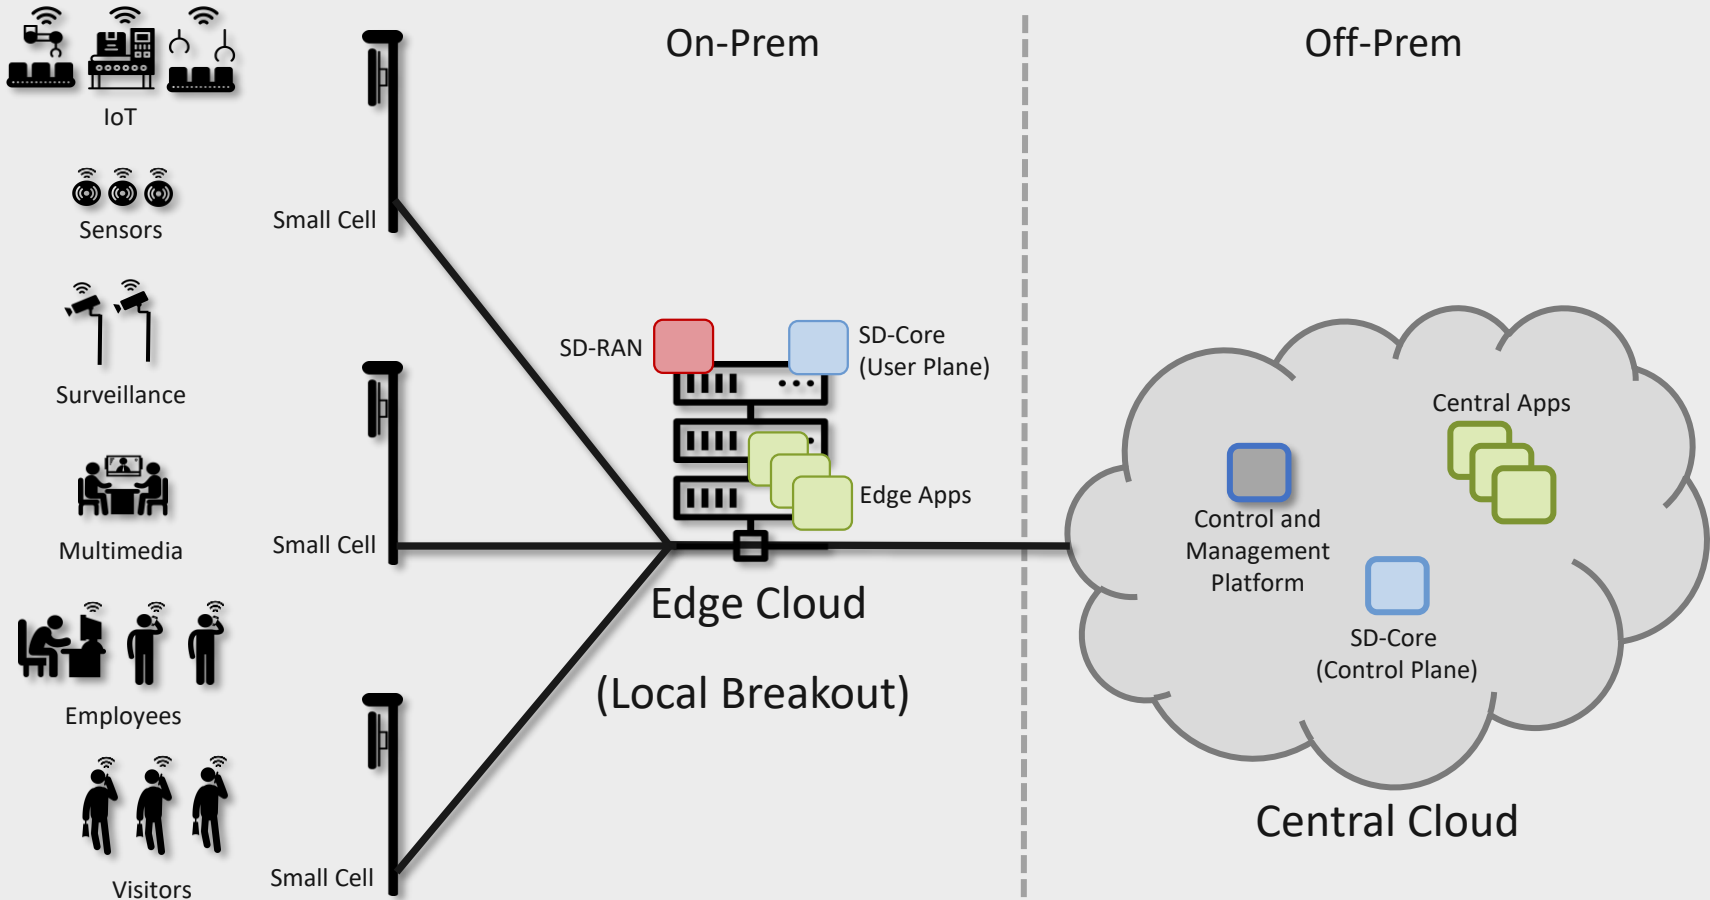 On-Prem
Off-Prem
IoT
Sensors
Surveillance
Multimedia
Employees
Visitors
Small Cell
Small Cell
Small Cell
SD-RAN
SD-Core
(User Plane)
Edge Apps
Edge Cloud
(Local Breakout)
Central Apps
Control and
Management
Platform
SD-Core
(Control Plane)
Central Cloud